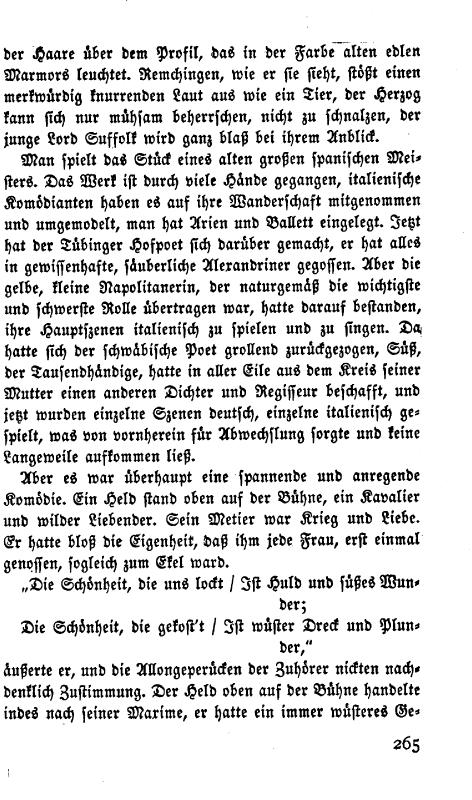 der Haare über dem Profil, das in der Farbe alten edlen
Marmors leuchtet. Remchingen, wie er sie sieht, stößt einen
merkwürdig knurrenden Laut aus wie ein Tier, der Herzog
kann sich nur mühsam beherrschen, nicht zu schnalzen, der
junge Lord Suffolk wird ganz blaß bei ihrem Anblick.
Man spielt das Stück eines alten großen spanischen Mei-
sters. Das Werk ist durch viele Hände gegangen, italienische
Komödianten haben es auf ihre Wanderschaft mitgenommen
und umgemodelt, man hat Arien und Ballett eingelegt. Jetzt
hat der Tübinger Hofpoet sich darüber gemacht, er hat alles
in gewissenhafte, säuberliche Alexandriner gegossen. Aber die
gelbe, kleine Napolitanerin, der naturgemäß die wichtigste
und schwerste Rolle übertragen war, hatte darauf bestanden,
ihre Hauptszenen italienisch zu spielen und zu singen. Da
hatte sich der schwäbische Poet grollend zurückgezogen, Süß,
der Tausendhändige, hatte in aller Eile aus dem Kreis seiner
Mutter einen anderen Dichter und Regisseur beschafft, und
jetzt wurden einzelne Szenen deutsch, einzelne italienisch ge-
spielt, was von vornherein für Abwechslung sorgte und keine
Langeweile aufkommen ließ.
Aber es war überhaupt eine spannende und anregende
Komödie. Ein Held stand oben auf der Bühne, ein Kavalier
und wilder Liebender. Sein Metier war Krieg und Liebe.
Er hatte bloß die Eigenheit, daß ihm jede Frau, erst einmal
genossen, sogleich zum Ekel ward.
„Die Schönheit, die uns lockt / Ist Huld und süßes Wun-
der;
Die Schönheit, die gekost't / Ist wüster Dreck und Plun-
der,“
äußerte er, und die Allongeperücken der Zuhörer nickten nach-
denklich Zustimmung. Der Held oben auf der Bühne handelte
indes nach seiner Maxime, er hatte ein immer wüsteres Ge-
265